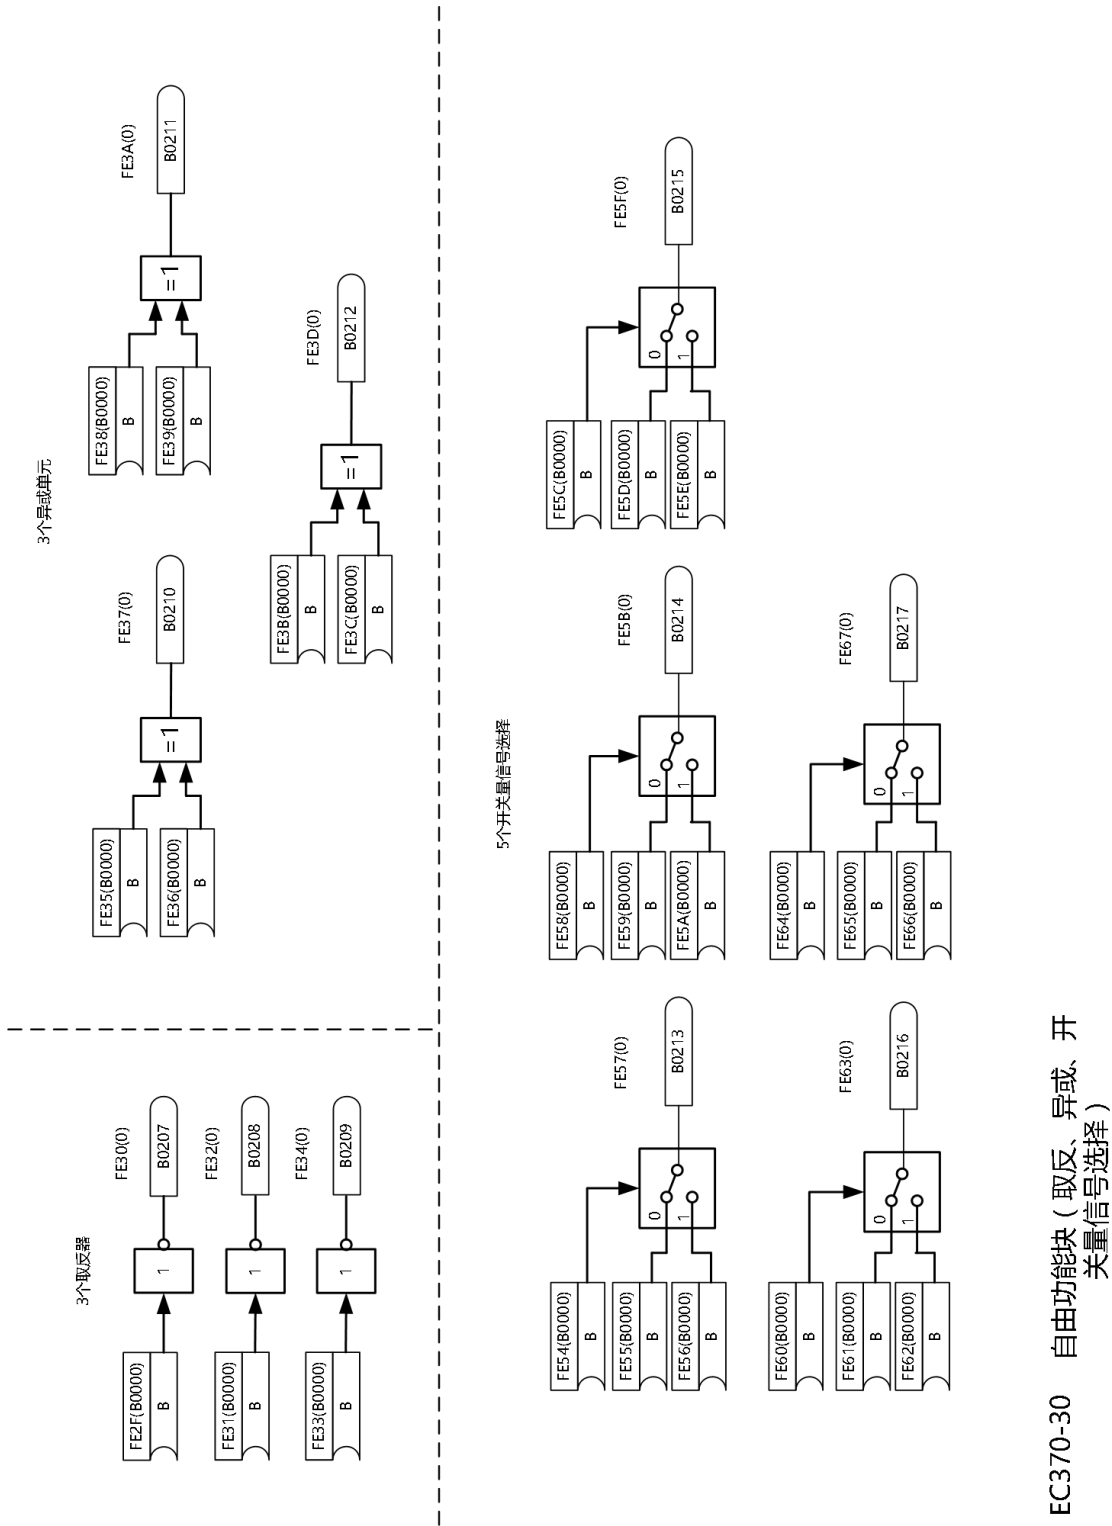 3个取反器
FE2F(B0000)
B
1
FE30(0)
B0207
FE31(B0000)
B
1
FE32(0)
B0208
FE33(B0000)
B
1
FE34(0)
B0209
3个异或单元
FE35(B0000)
B
FE36(B0000)
B
=1
FE37(0)
B0210
FE38(B0000)
B
FE39(B0000)
B
=1
FE3A(0)
B0211
FE3B(B0000)
B
FE3C(B0000)
B
=1
FE3D(0)
B0212
5个开关量信号选择
FE54(B0000)
B
FE55(B0000)
B
FE56(B0000)
B
0
1
FE57(0)
B0213
FE58(B0000)
B
FE59(B0000)
B
FE5A(B0000)
B
0
1
FE5B(0)
B0214
FE5C(B0000)
B
FE5D(B0000)
B
FE5E(B0000)
B
0
1
FE5F(0)
B0215
FE60(B0000)
B
FE61(B0000)
B
FE62(B0000)
B
0
1
FE63(0)
B0216
FE64(B0000)
B
FE65(B0000)
B
FE66(B0000)
B
0
1
FE67(0)
B0217
EC370-30 自由功能块（取反、异或、开
关量信号选择）